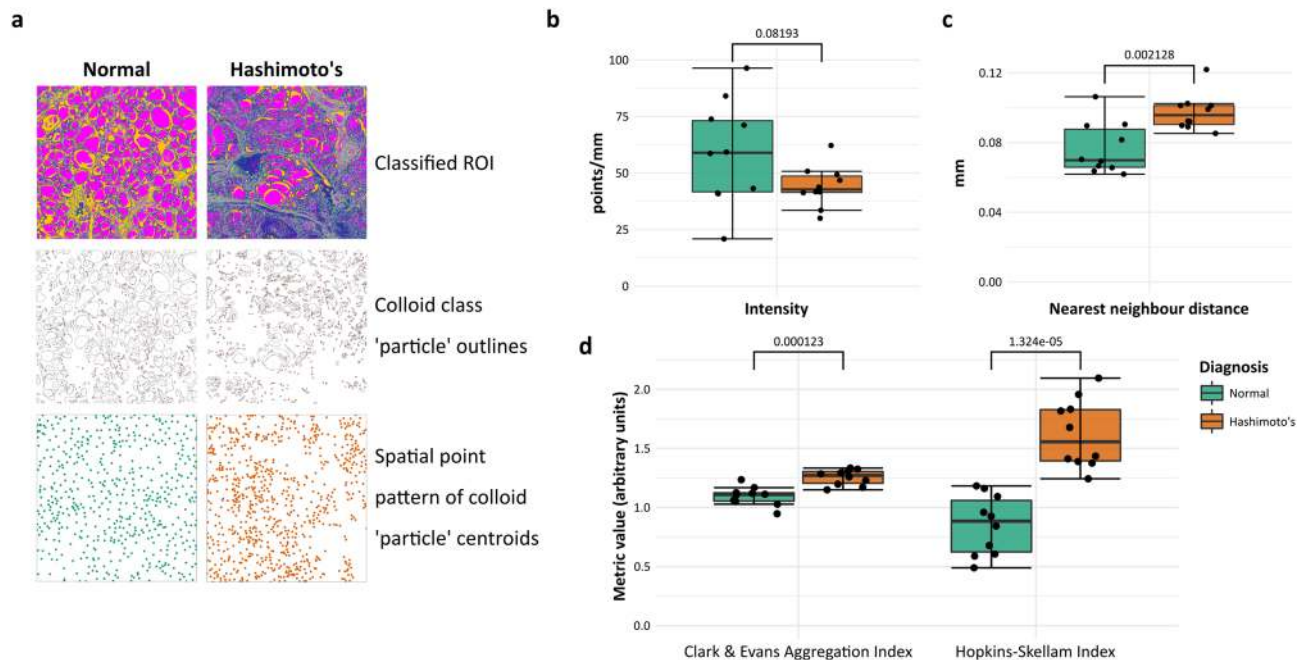 a
Normal
Hashimoto's
Classified ROI
Colloid class
'particle' outlines
Spatial point
pattern of colloid
'particle' centroids
b
0.08193
100
75
50
25
0
points/mm
Intensity
c
0.002128
0.12
0.08
0.04
0.00
mm
Nearest neighbour distance
d
0.000123
1.324e-05
2.0
1.5
1.0
0.5
0.0
Metric value (arbitrary units)
Clark & Evans Aggregation Index
Hopkins-Skellam Index
Diagnosis
Normal
Hashimoto's